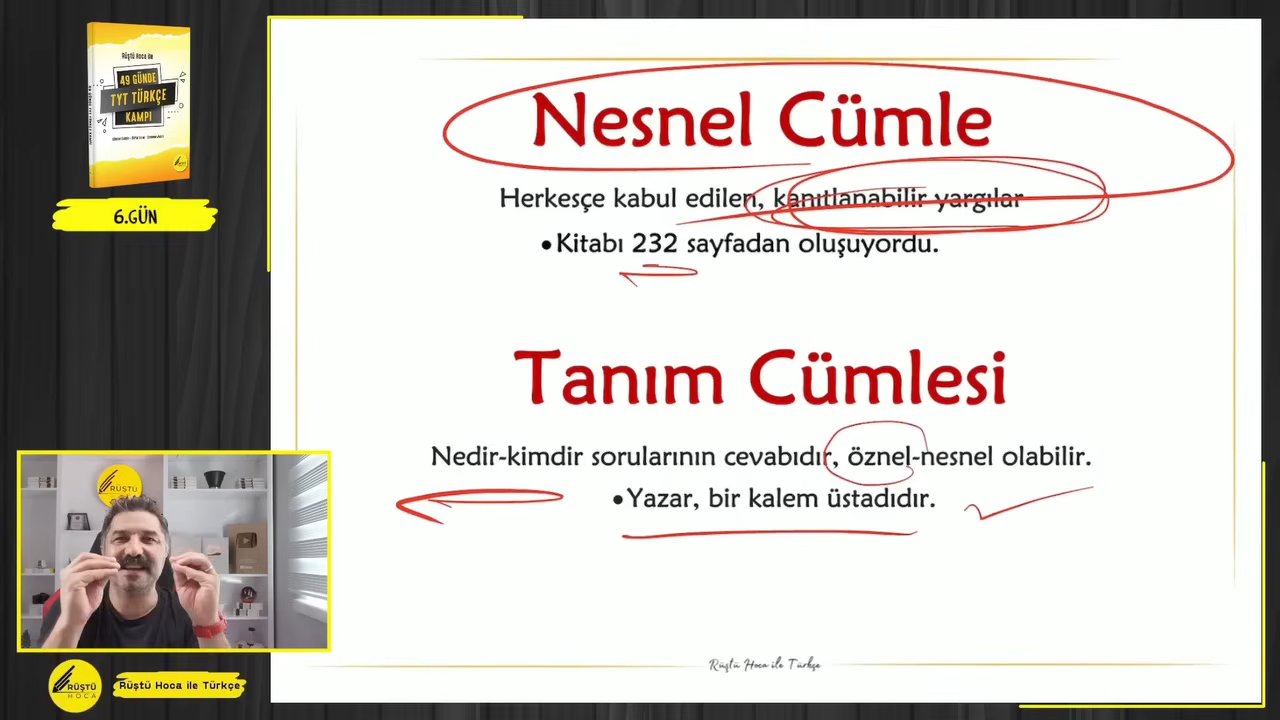 Rüştü Hoca ile
49 GÜNDE
TYT TÜRKÇE
KAMPI
6.GÜN
Nesnel Cümle
Herkesçe kabul edilen, kanıtlanabilir yargılar
•Kitabı 232 sayfadan oluşuyordu.
Tanım Cümlesi
Nedir-kimdir sorularının cevabıdır, öznel-nesnel olabilir.
•Yazar, bir kalem üstadıdır.
RÜŞTÜ
Rüştü Hoca ile Türkçe
RÜŞTÜ
HOCA
Rüştü Hoca ile Türkçe